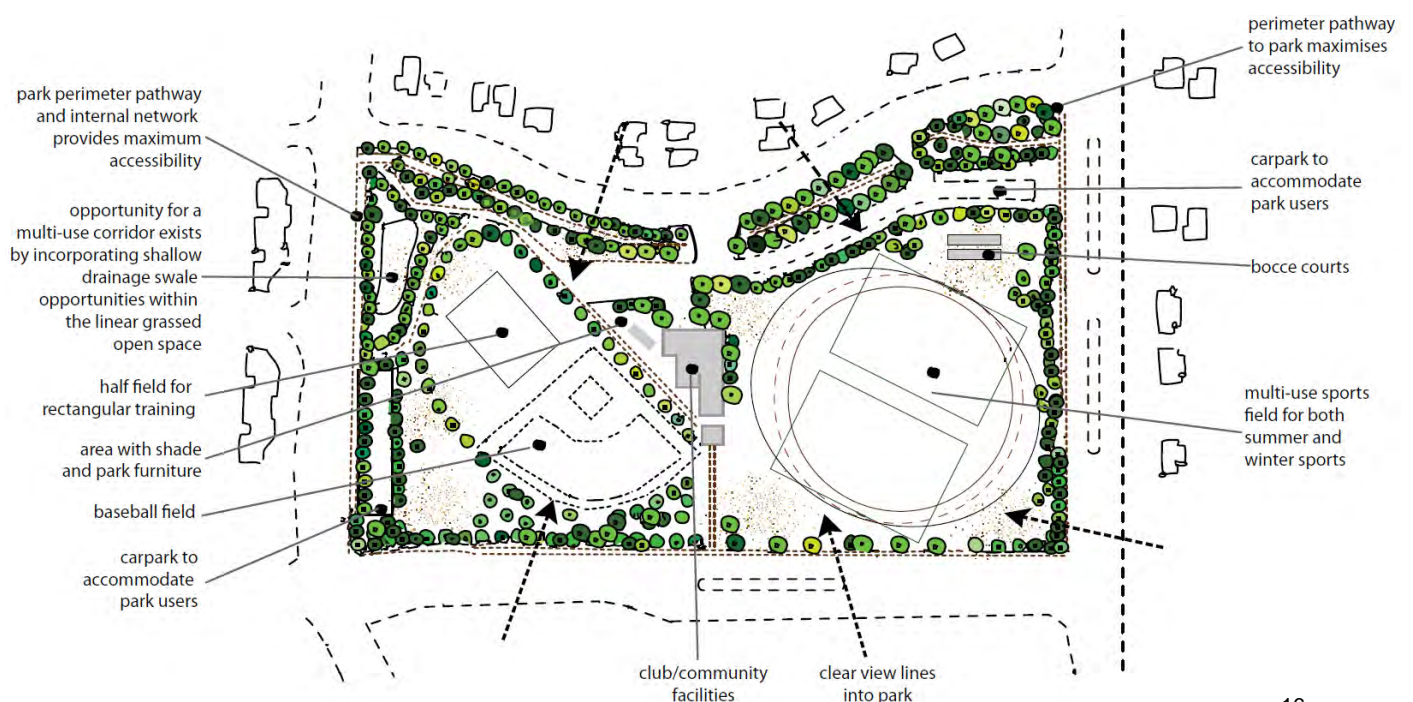 park perimeter pathway
and internal network
provides maximum
accessibility
opportunity for a
multi-use corridor exists
by incorporating shallow
drainage swale
opportunities within
the linear grassed
open space
half field for
rectangular training
area with shade
and park furniture
baseball field
carpark to
accommodate
park users
club/community
facilities
clear view lines
into park
perimeter pathway
to park maximises
accessibility
carpark to
accommodate
park users
bocce courts
multi-use sports
field for both
summer and
winter sports